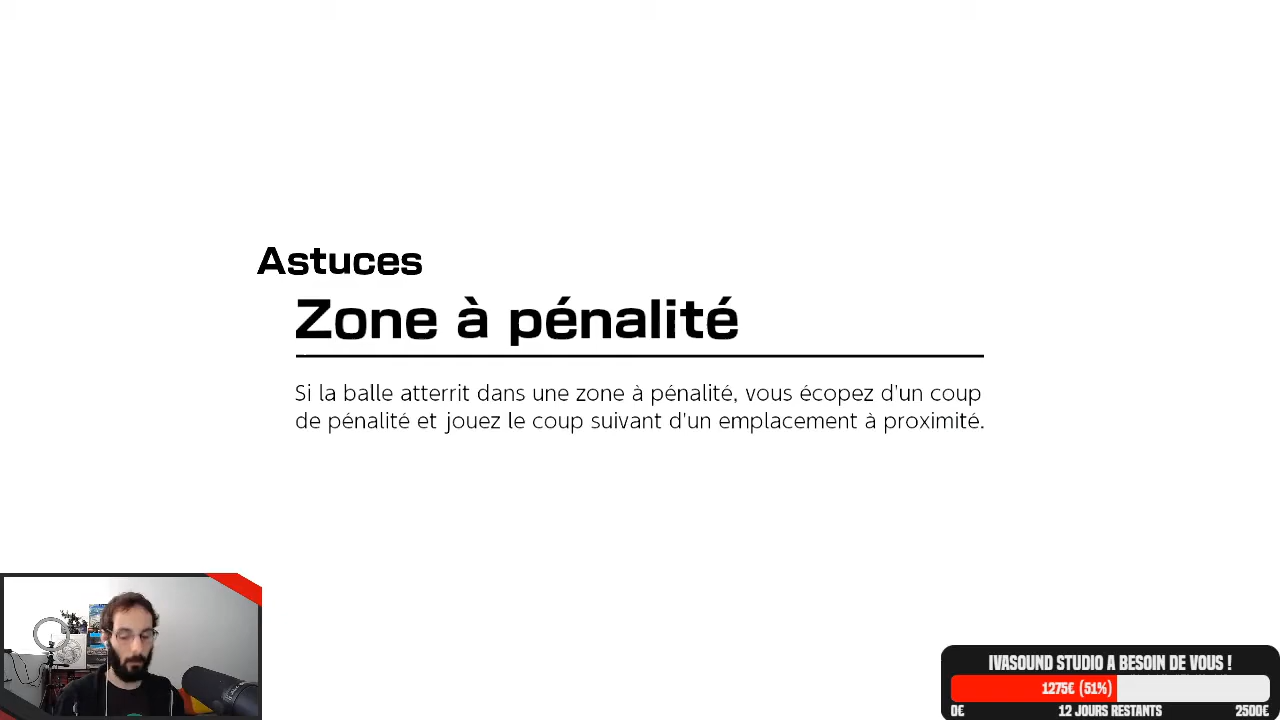 Astuces
Zone à pénalité
Si la balle atterrit dans une zone à pénalité, vous écopez d'un coup
de pénalité et jouez le coup suivant d'un emplacement à proximité.
IVASOUND STUDIO A BESOIN DE VOUS !
1275€ (51%)
0€ 12 JOURS RESTANTS 2500€